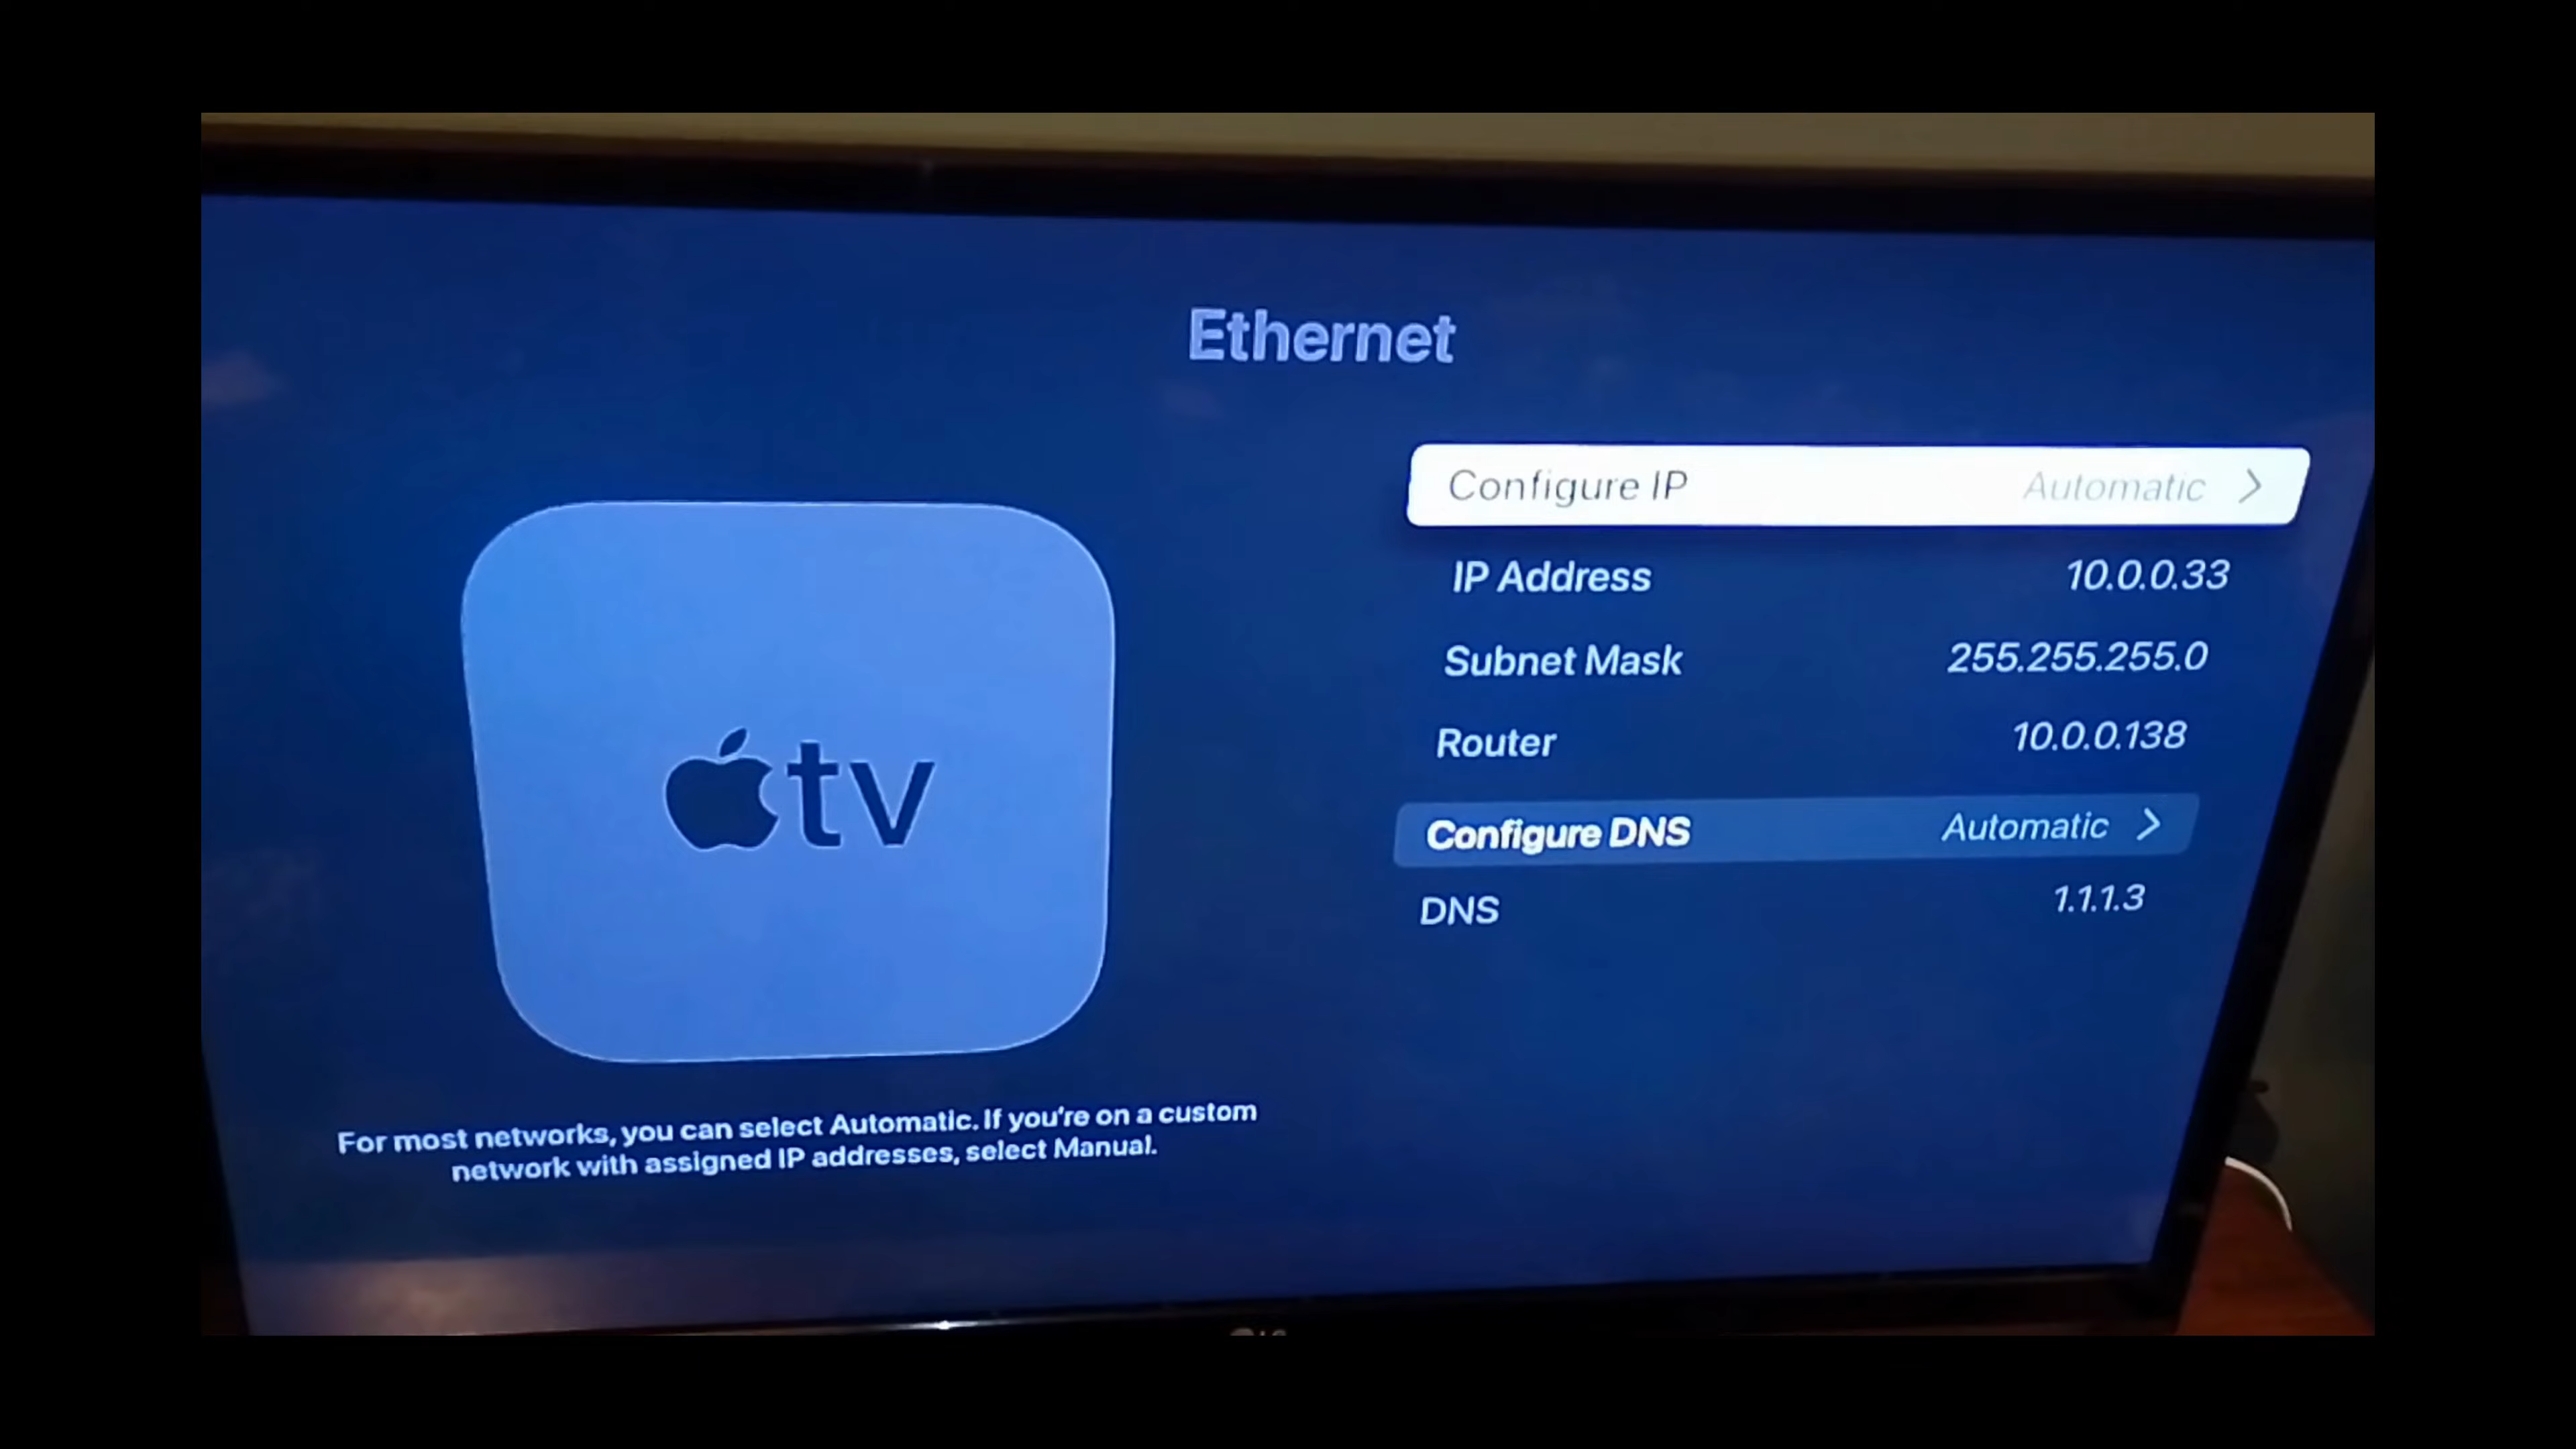 Ethernet
Configure IP Automatic
IP Address 10.0.0.33
Subnet Mask 255.255.255.0
Router 10.0.0.138
Configure DNS Automatic
DNS 1.1.1.3
tv
For most networks, you can select Automatic. If you're on a custom
network with assigned IP addresses, select Manual.